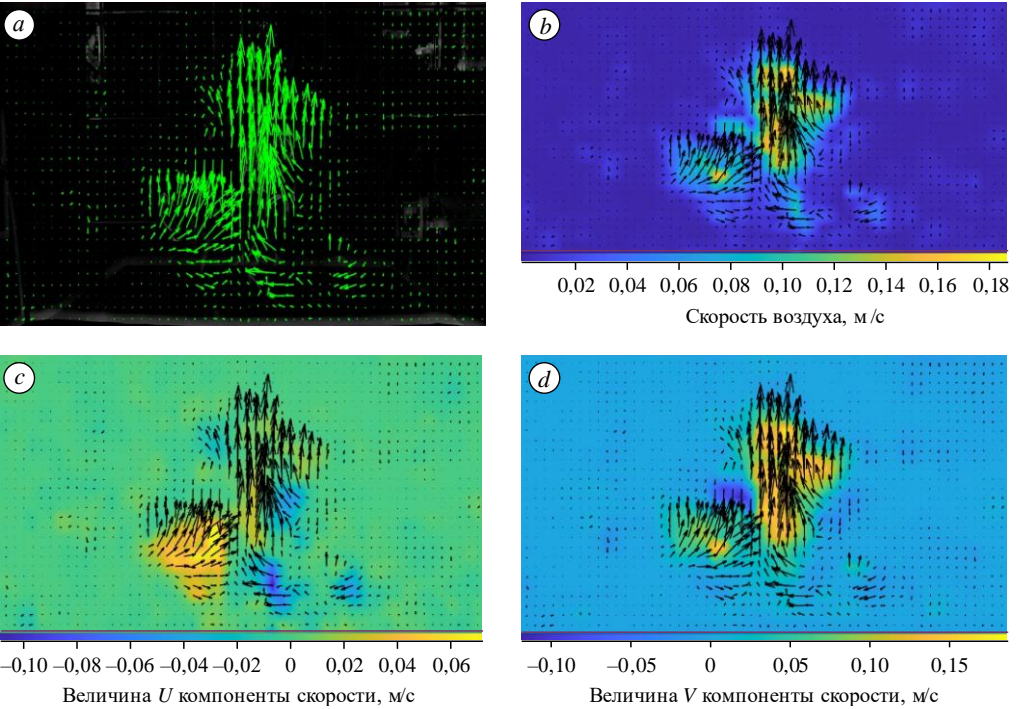 a
b
0,02 0,04 0,06 0,08 0,10 0,12 0,14 0,16 0,18
Скорость воздуха, м /с
c
d
–0,10 –0,08 –0,06 –0,04 –0,02 0 0,02 0,04 0,06
Величина U компоненты скорости, м/с
–0,10 –0,05 0 0,05 0,10 0,15
Величина V компоненты скорости, м/с